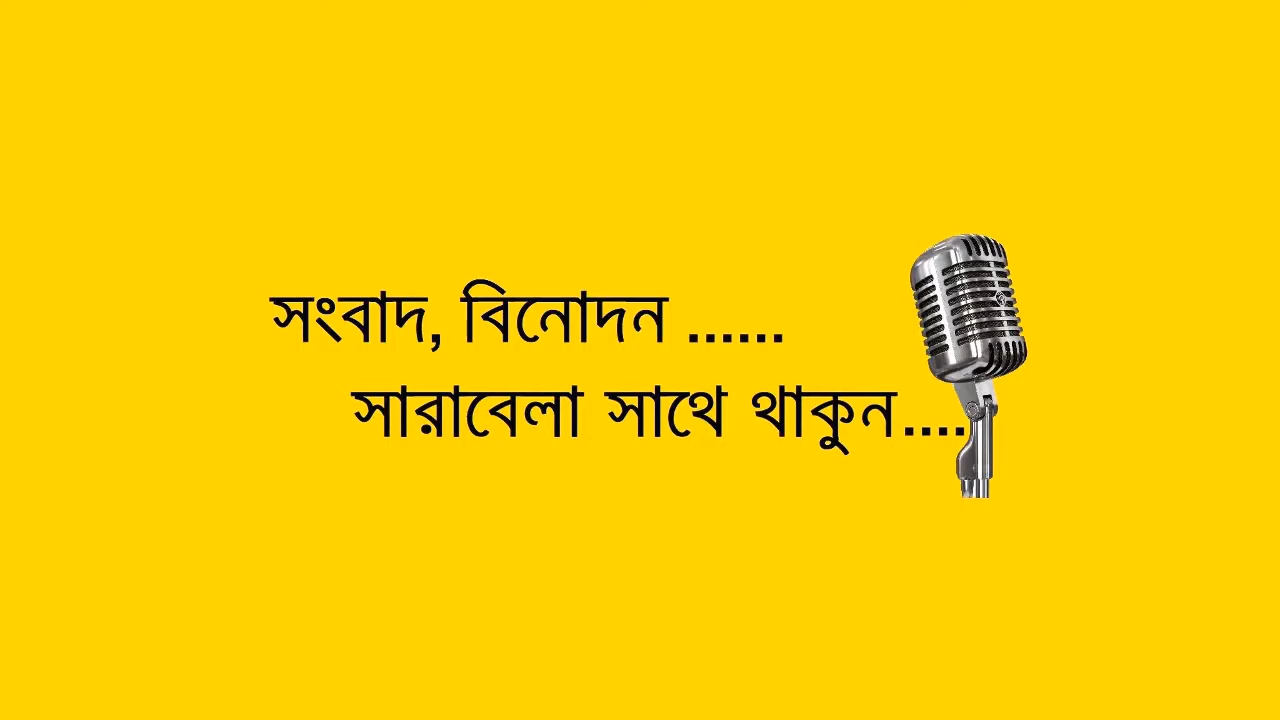 সংবাদ, বিনোদন ......
সারাবেলা সাথে থাকুন....